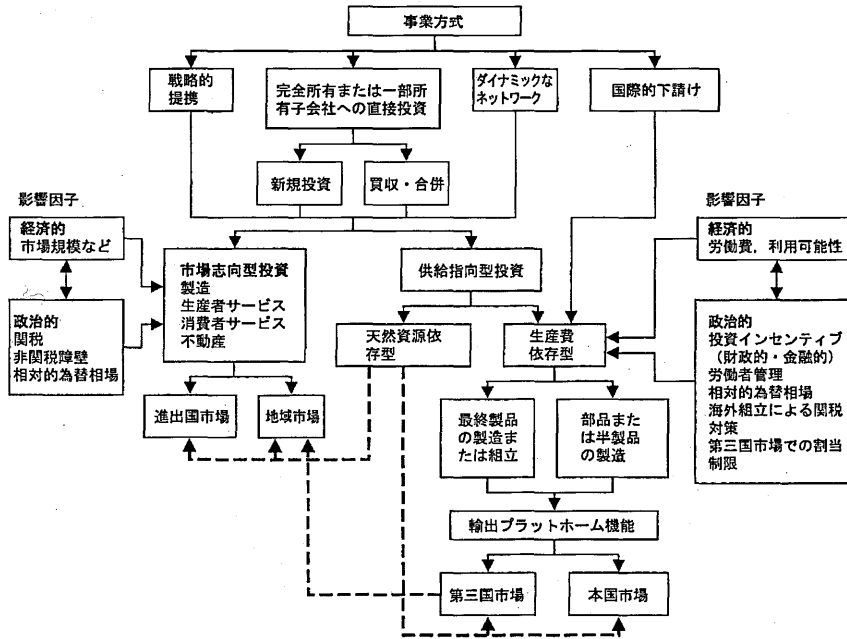 事業方式
戦略的
提携
完全所有または一部所
有子会社への直接投資
ダイナミックな
ネットワーク
国際的下請け
新規投資
買収・合併
影響因子
経済的
市場規模など
政治的
関税
非関税障壁
相対的為替相場
市場志向型投資
製造
生産者サービス
消費者サービス
不動産
供給指向型投資
天然資源依
存型
生産費
依存型
影響因子
経済的
労働費，利用可能性
政治的
投資インセンティブ
（財政的・金融的）
労働者管理
相対的為替相場
海外組立による関税
対策
第三国市場での割当
制限
進出国市場
地域市場
最終製品
の製造ま
たは組立
部品また
は半製品
の製造
輸出プラットホーム機能
第三国市場
本国市場